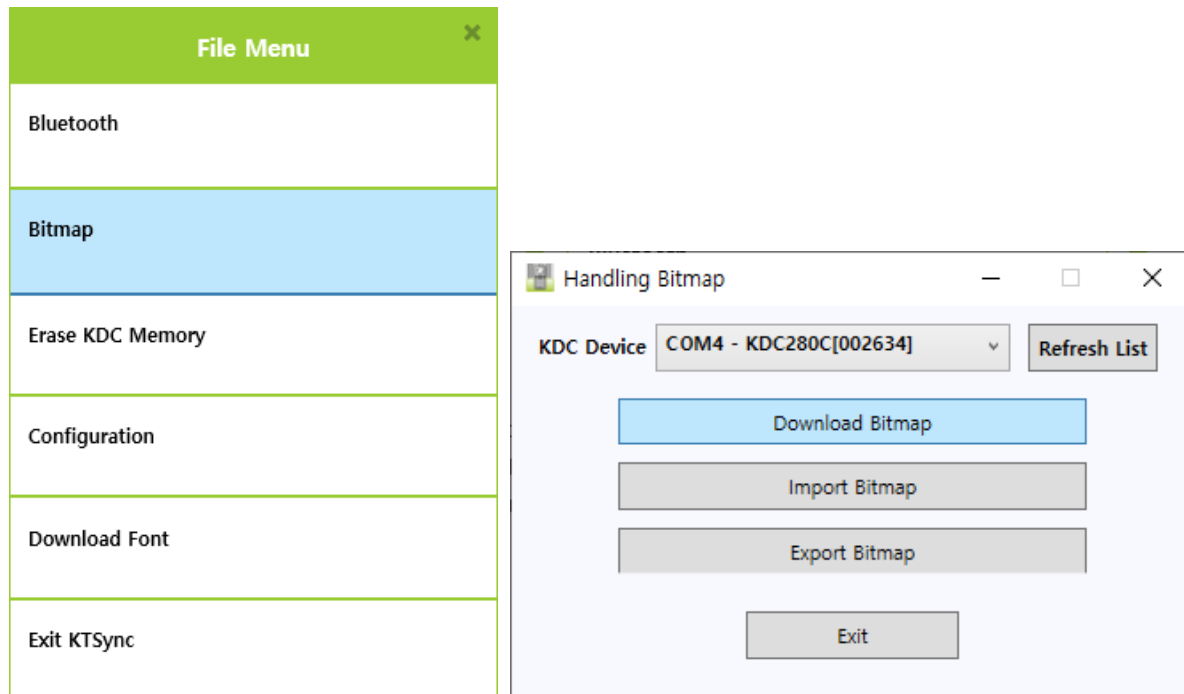 File Menu
Bluetooth
Bitmap
Erase KDC Memory
Configuration
Download Font
Exit KTSync
Handling Bitmap
KDC Device COM4 - KDC280C[002634] Refresh List
Download Bitmap
Import Bitmap
Export Bitmap
Exit